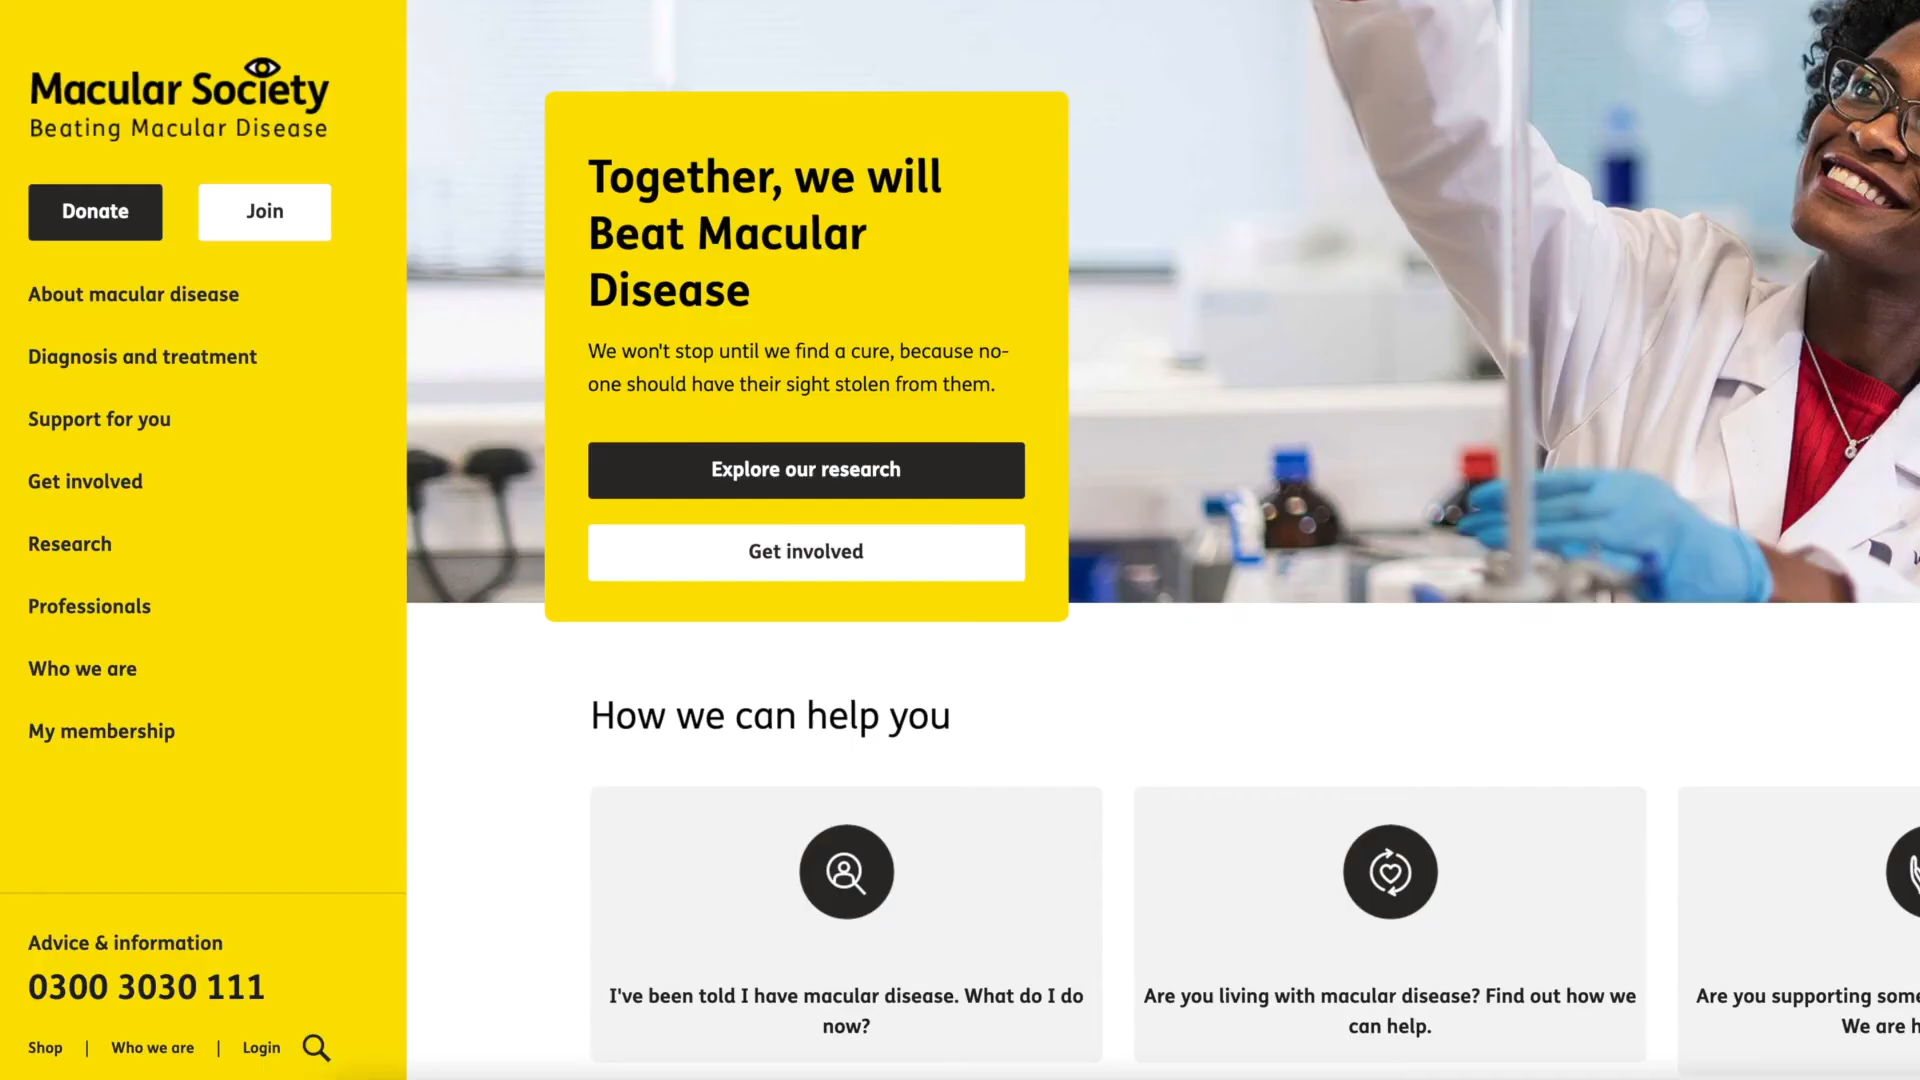 Macular Society
Beating Macular Disease
Donate
Join
About macular disease
Diagnosis and treatment
Support for you
Get involved
Research
Professionals
Who we are
My membership
Advice & information
0300 3030 111
Shop | Who we are | Login
Together, we will
Beat Macular
Disease
We won't stop until we find a cure, because no-
one should have their sight stolen from them.
Explore our research
Get involved
How we can help you
I've been told I have macular disease. What do I do
now?
Are you living with macular disease? Find out how we
can help.
Are you supporting
We are